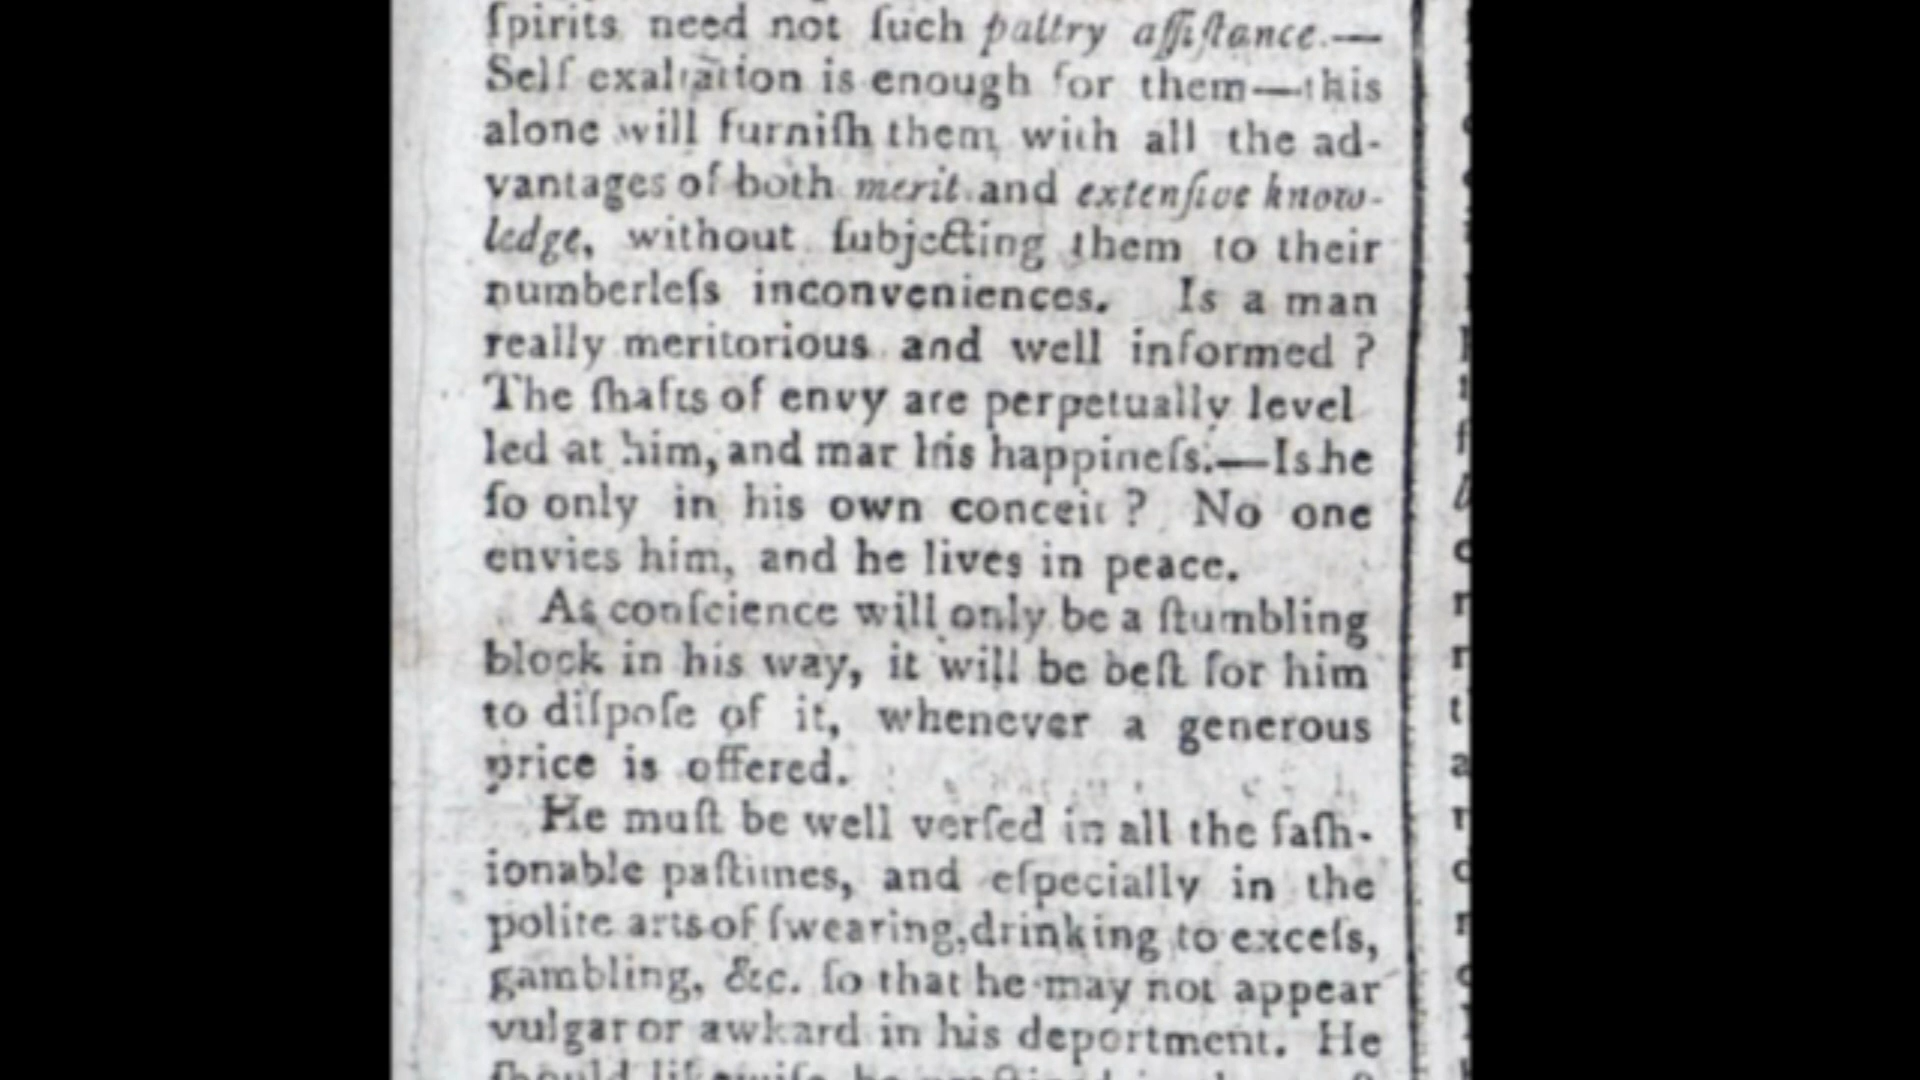 ſpirits need not ſuch paltry aſſiſtance.—
Self exaltation is enough for them—this
alone will furniſh them with all the ad-
vantages of both merit and extenſive know-
ledge, without ſubjecting them to their
numberleſs inconveniences. Is a man
really meritorious and well informed ?
The ſhafts of envy are perpetually level
led at him, and mar his happineſs.—Is he
ſo only in his own conceit ? No one
envies him, and he lives in peace.
As conſcience will only be a ſtumbling
block in his way, it will be beſt for him
to diſpoſe of it, whenever a generous
price is offered.
He muſt be well verſed in all the faſh-
ionable paſtimes, and eſpecially in the
polite arts of ſwearing, drinking to exceſs,
gambling, &c. ſo that he may not appear
vulgar or awkard in his deportment. He
ſhould likewiſe be